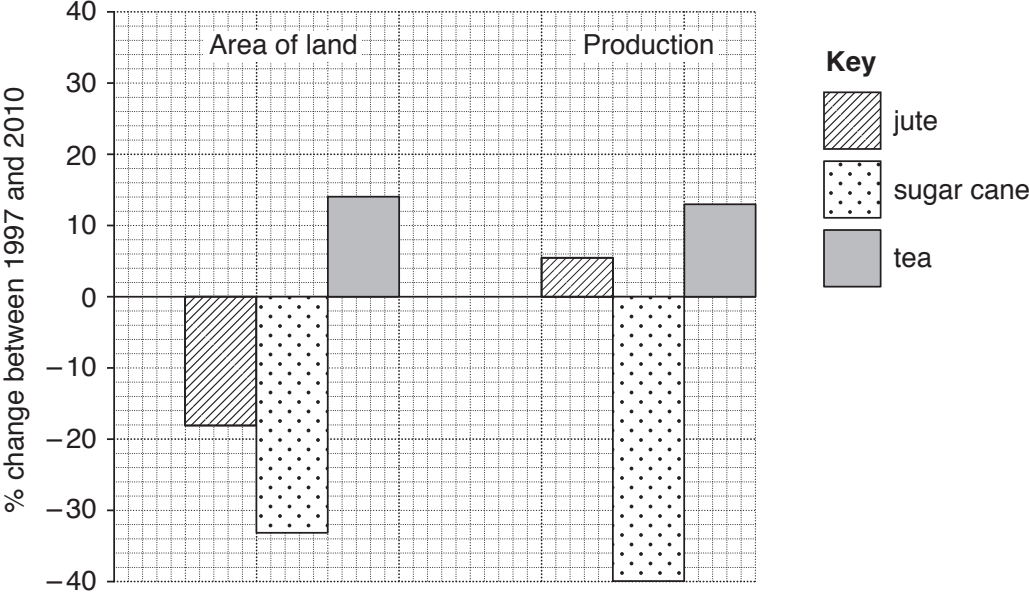 % change between 1997 and 2010
40
30
20
10
0
−10
−20
−30
−40
Area of land
Production
Key
jute
sugar cane
tea